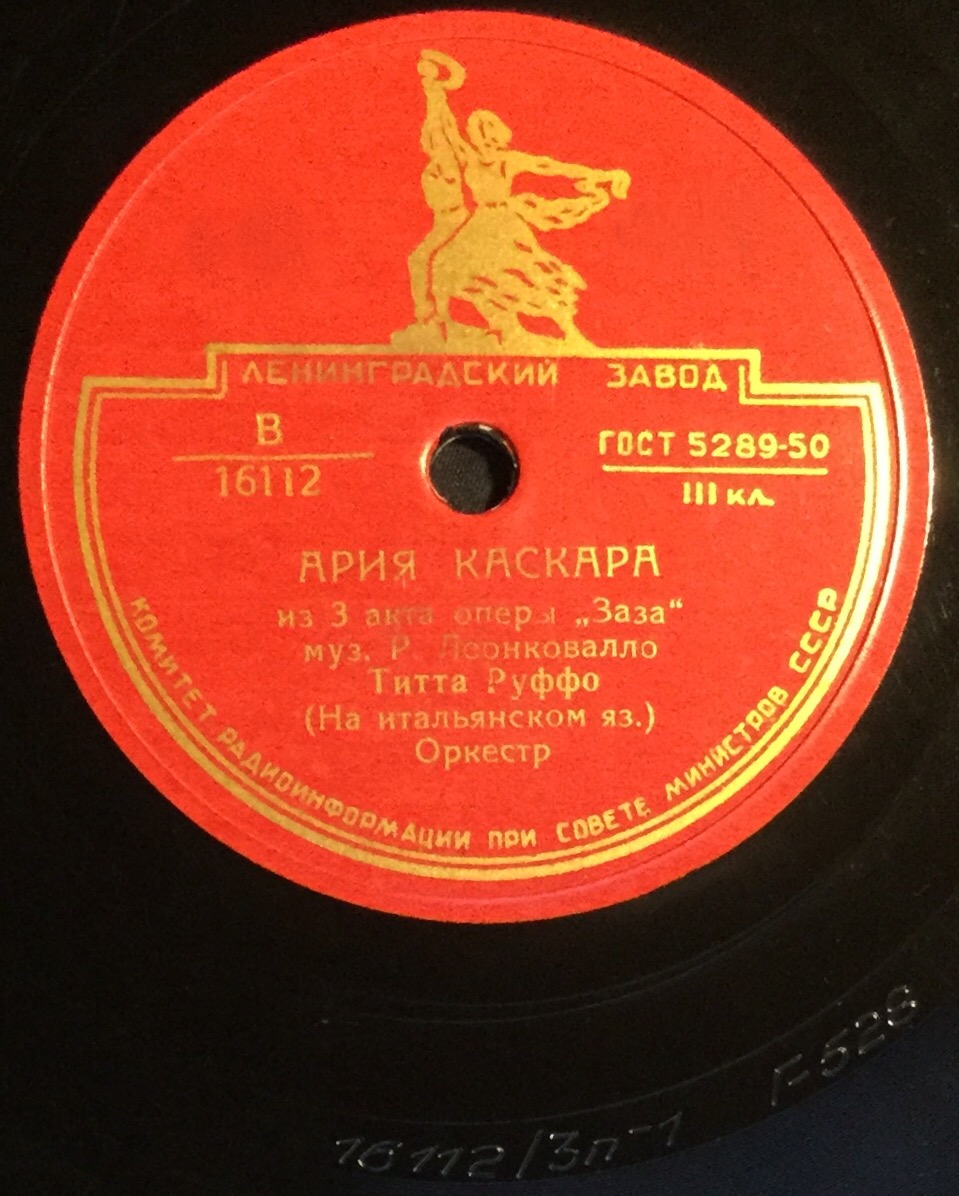 ЛЕНИНГРАДСКИЙ ЗАВОД
В
16112
ГОСТ 5289-50
III кл.
АРИЯ КАСКАРА
из 3 акта оперы „Заза“
муз. Р. Леонковалло
Титта Руффо
(На итальянском яз.)
Оркестр
КОМИТЕТ РАДИОИНФОРМАЦИИ ПРИ СОВЕТЕ МИНИСТРОВ СССР
16112/3п-1 Г-528